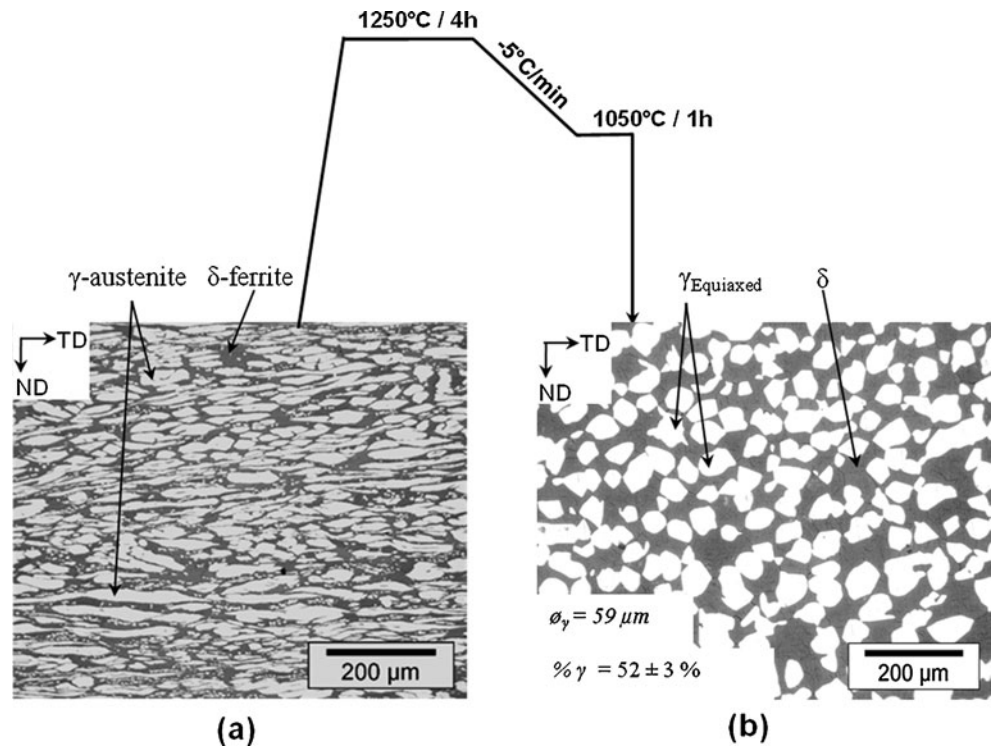 1250°C / 4h
-5°C/min
1050°C / 1h
γ-austenite
δ-ferrite
γEquiaxed
δ
TD
ND
TD
ND
øγ = 59 µm
% γ = 52 ± 3 %
200 µm
200 µm
(a)
(b)